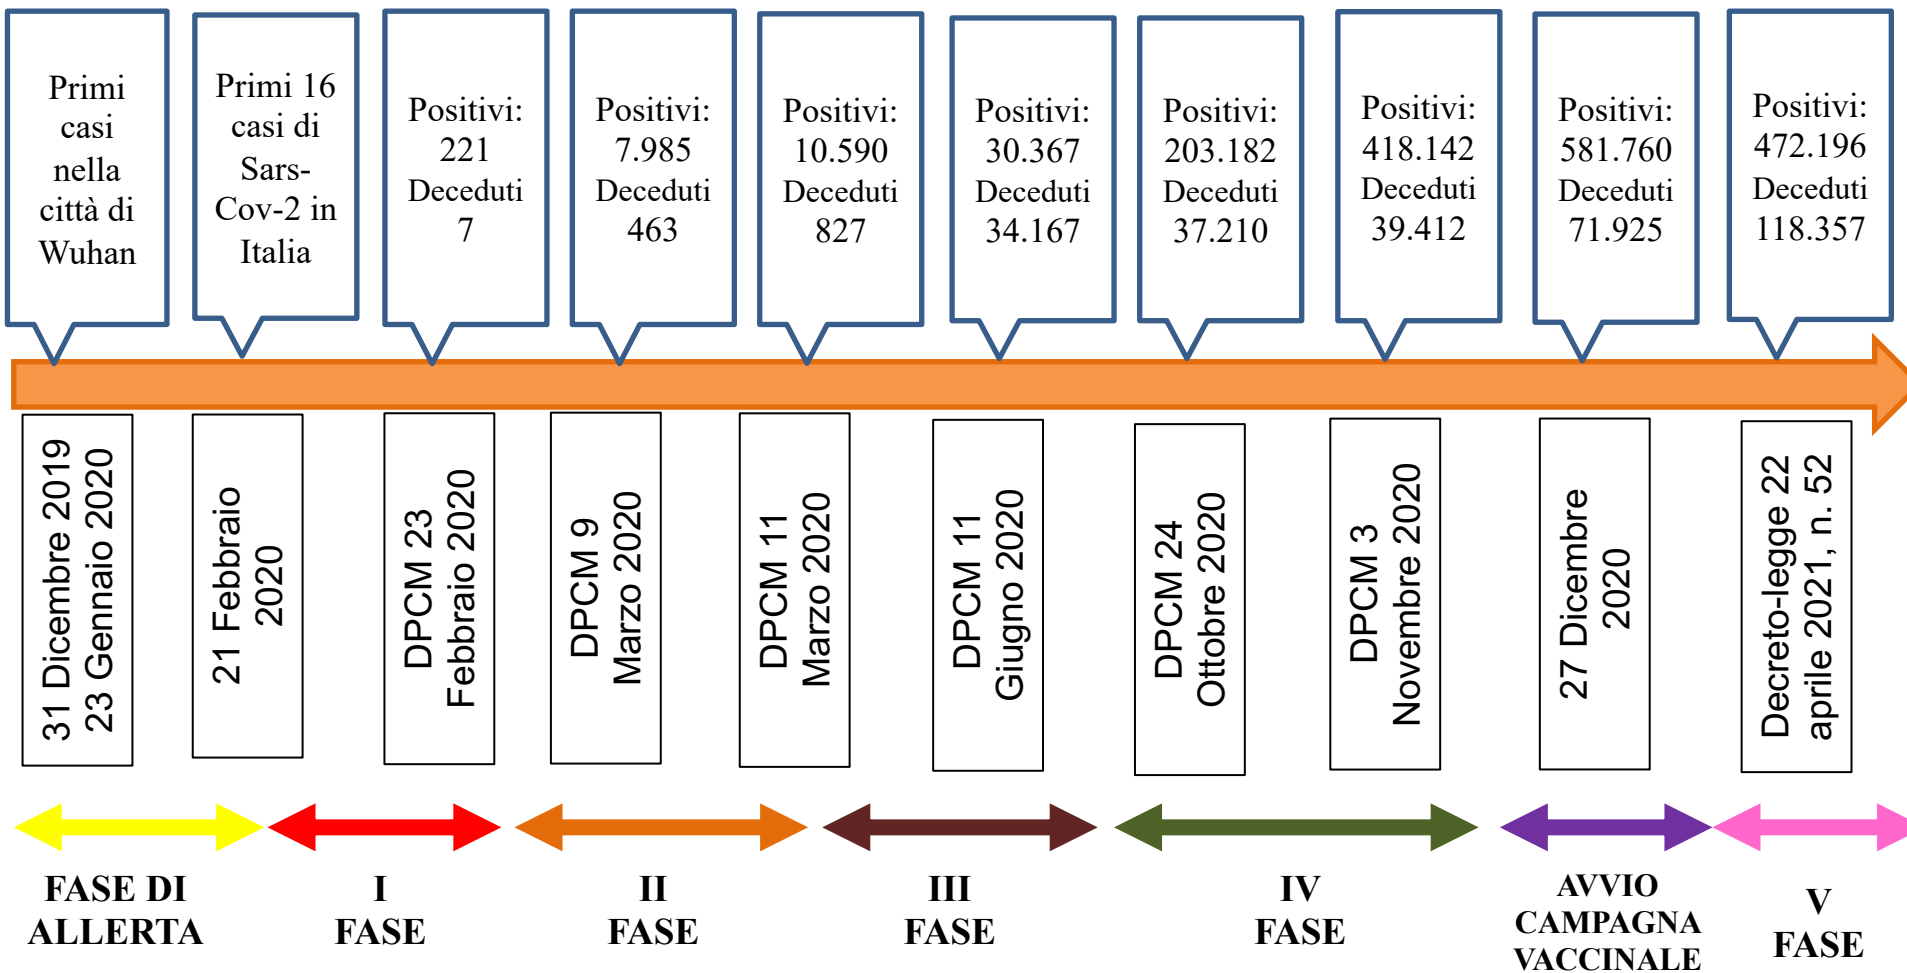 Primi
casi
nella
città di
Wuhan
Primi 16
casi di
Sars-
Cov-2 in
Italia
Positivi:
221
Deceduti
7
Positivi:
7.985
Deceduti
463
Positivi:
10.590
Deceduti
827
Positivi:
30.367
Deceduti
34.167
Positivi:
203.182
Deceduti
37.210
Positivi:
418.142
Deceduti
39.412
Positivi:
581.760
Deceduti
71.925
Positivi:
472.196
Deceduti
118.357
31 Dicembre 2019
23 Gennaio 2020
21 Febbraio
2020
DPCM 23
Febbraio 2020
DPCM 9
Marzo 2020
DPCM 11
Marzo 2020
DPCM 11
Giugno 2020
DPCM 24
Ottobre 2020
DPCM 3
Novembre 2020
27 Dicembre
2020
Decreto-legge 22
aprile 2021, n. 52
FASE DI
ALLERTA
I
FASE
II
FASE
III
FASE
IV
FASE
AVVIO
CAMPAGNA
VACCINALE
V
FASE